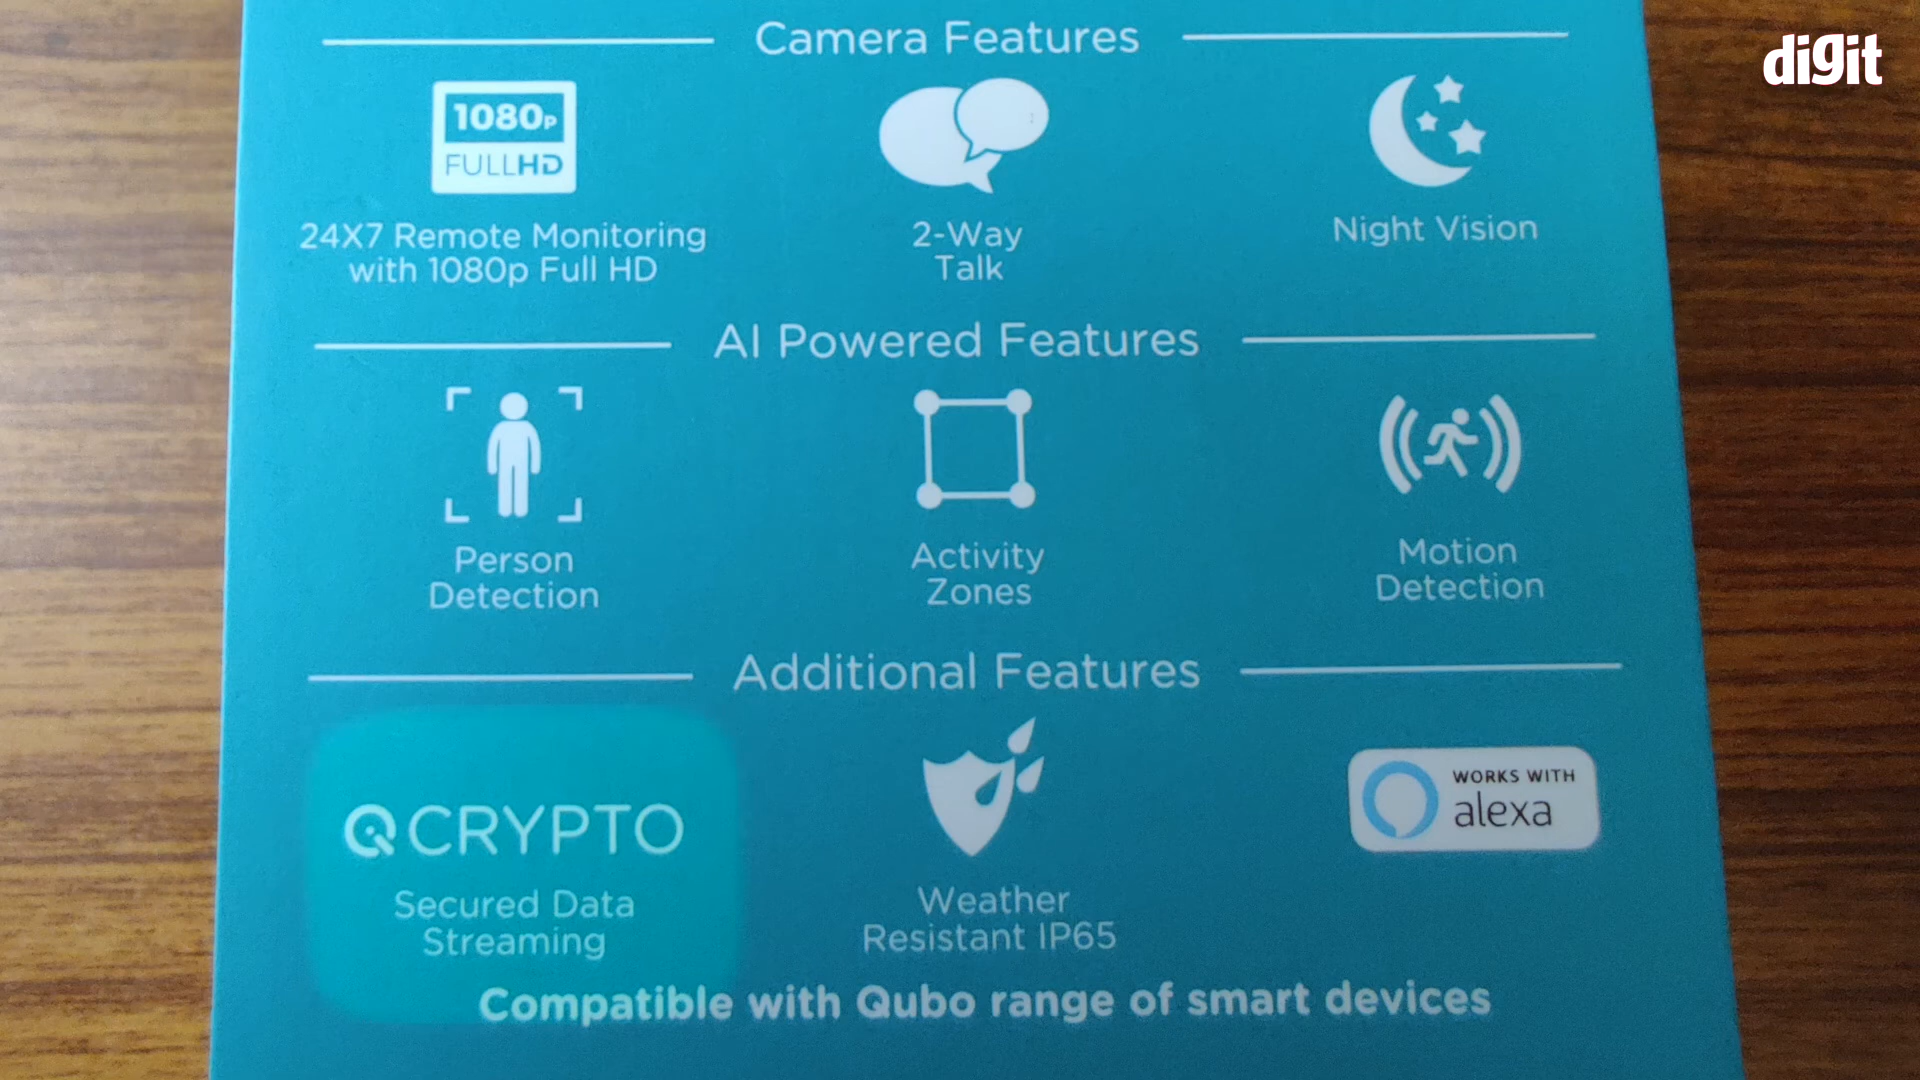 Camera Features
digit
1080P
FULLHD
24X7 Remote Monitoring
with 1080p Full HD
2-Way
Talk
Night Vision
AI Powered Features
Person
Detection
Activity
Zones
Motion
Detection
Additional Features
QCRYPTO
Secured Data
Streaming
Weather
Resistant IP65
WORKS WITH
alexa
Compatible with Qubo range of smart devices